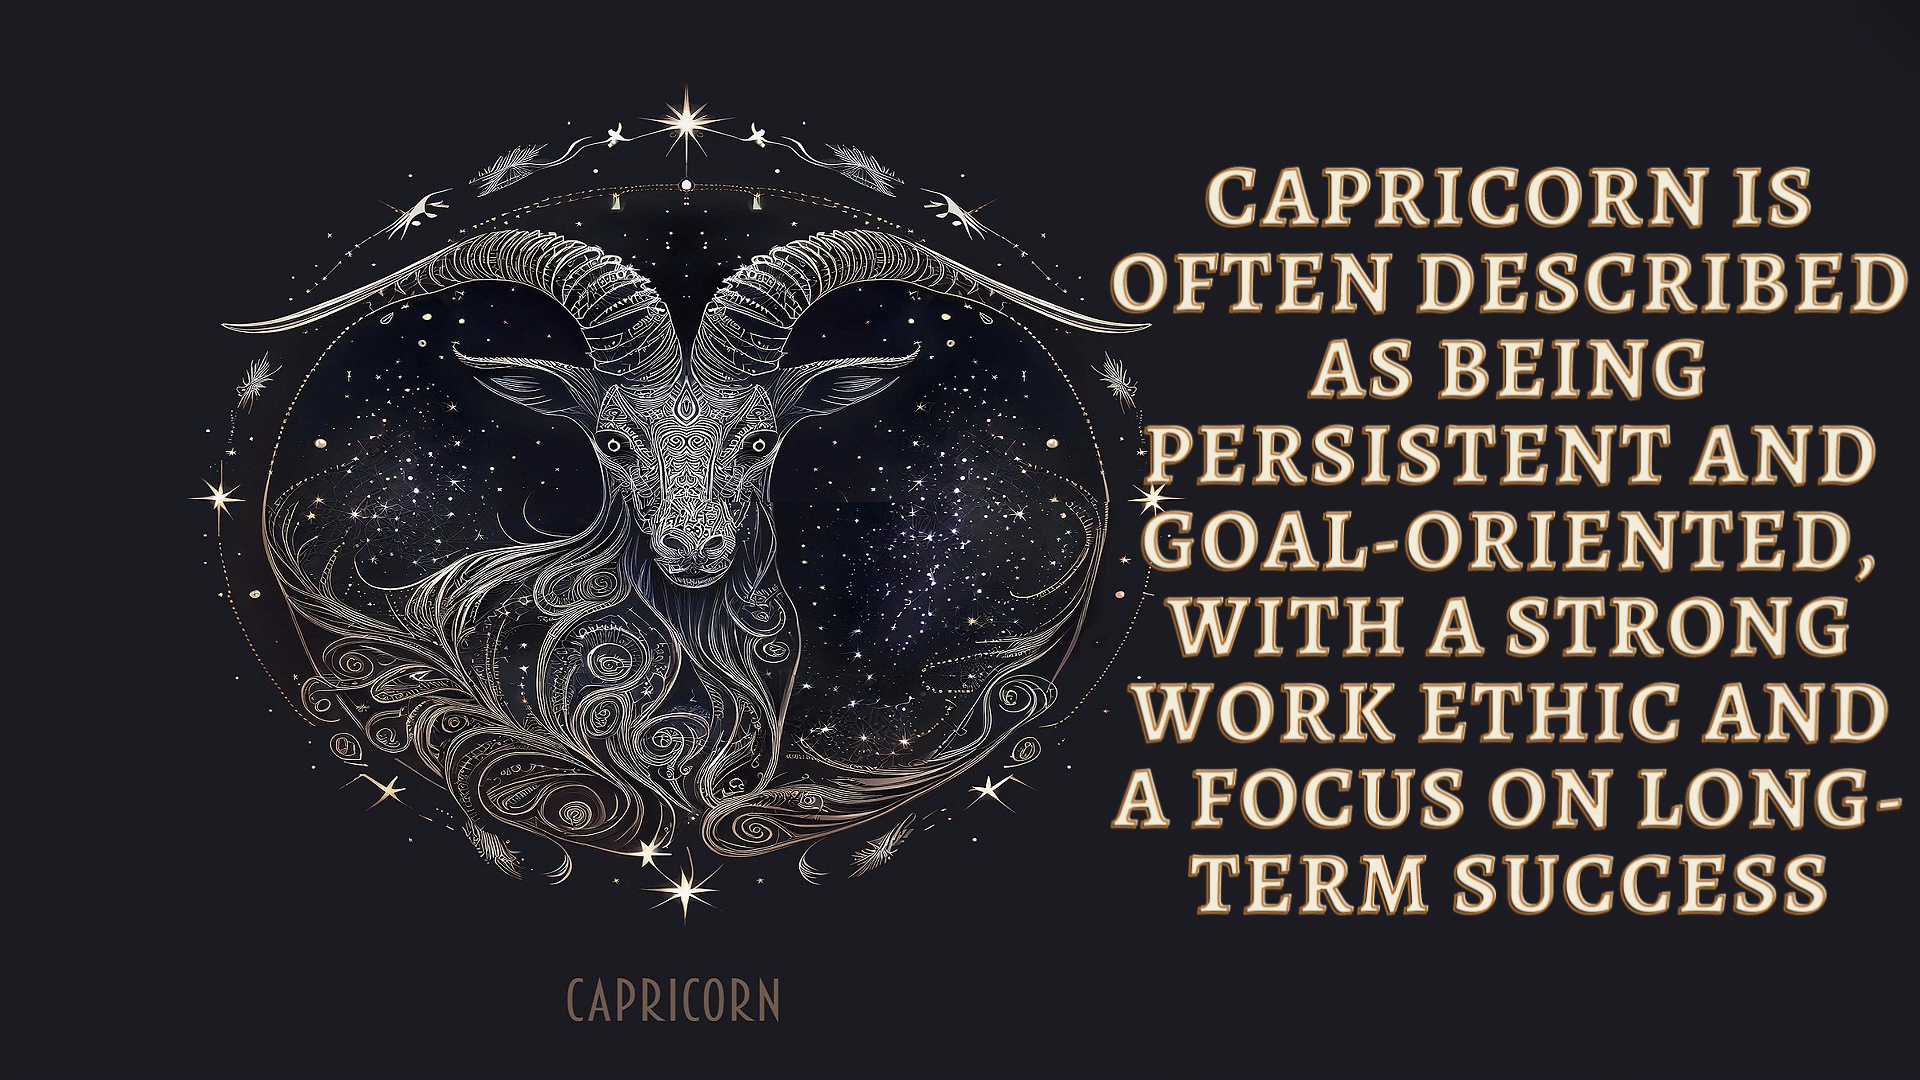 CAPRICORN IS
OFTEN DESCRIBED
AS BEING
PERSISTENT AND
GOAL-ORIENTED,
WITH A STRONG
WORK ETHIC AND
A FOCUS ON LONG-
TERM SUCCESS
CAPRICORN